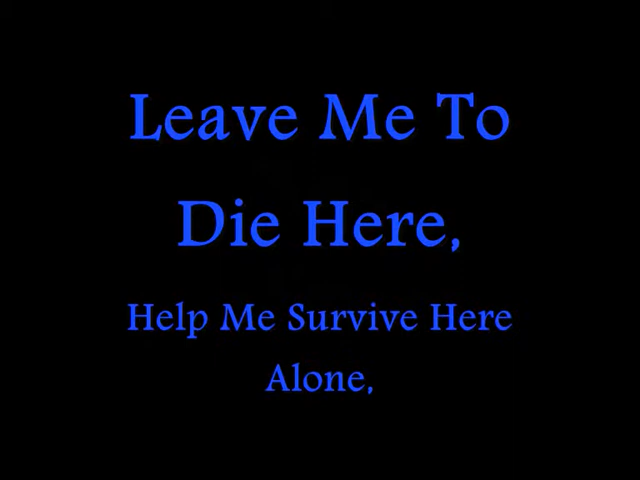 Leave Me To
Die Here,
Help Me Survive Here
Alone,